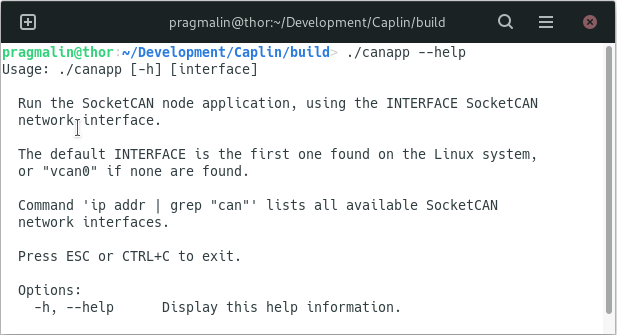 pragmalin@thor:~/Development/Caplin/build
pragmalin@thor:~/Development/Caplin/build> ./canapp --help
Usage: ./canapp [-h] [interface]
Run the SocketCAN node application, using the INTERFACE SocketCAN
network interface.
The default INTERFACE is the first one found on the Linux system,
or "vcan0" if none are found.
Command 'ip addr | grep "can"' lists all available SocketCAN
network interfaces.
Press ESC or CTRL+C to exit.
Options:
-h, --help Display this help information.